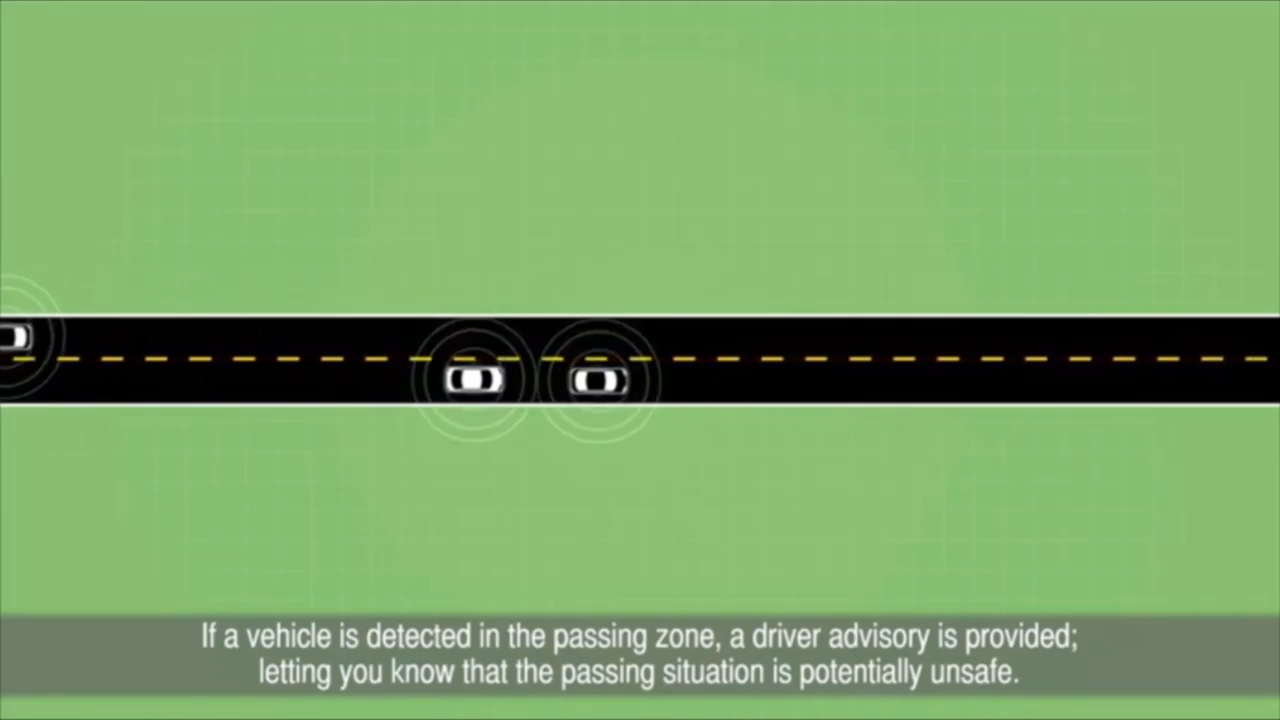 If a vehicle is detected in the passing zone, a driver advisory is provided;
letting you know that the passing situation is potentially unsafe.